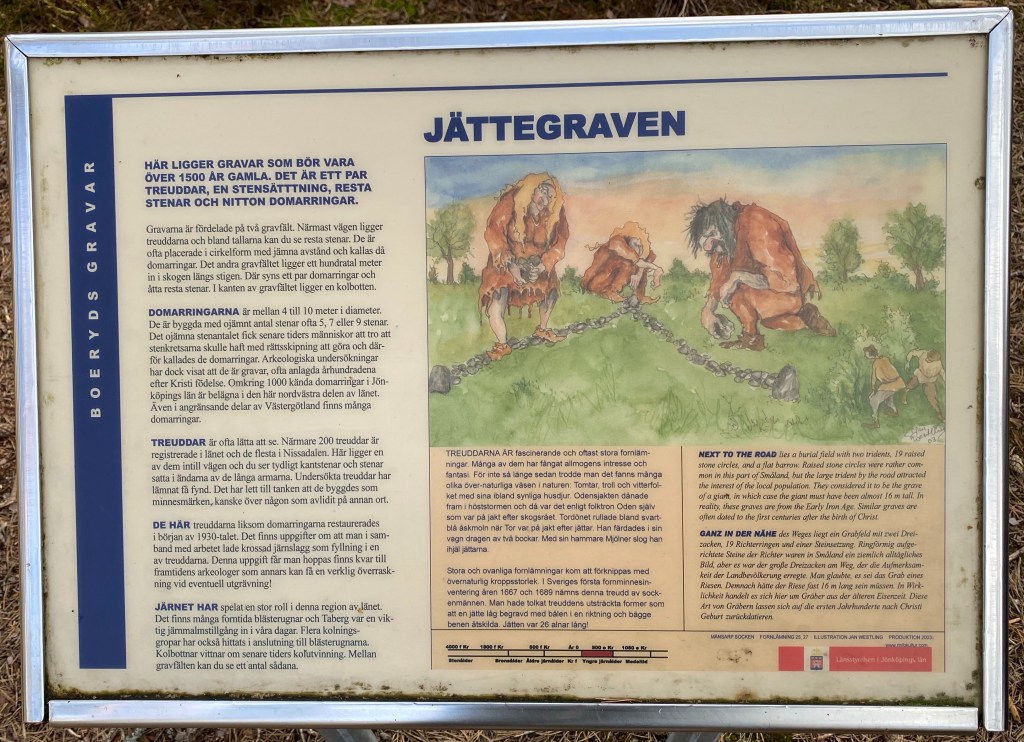 BOERYDS GRAVAR
JÄTTEGRAVEN
HÄR LIGGER GRAVAR SOM BÖR VARA
ÖVER 1500 ÅR GAMLA. DET ÄR ETT PAR
TREUDDAR, EN STENSÄTTTNING, RESTA
STENAR OCH NITTON DOMARRINGAR.
Gravarna är fördelade på två gravfält. Närmast vägen ligger
treuddarna och bland tallarna kan du se resta stenar. De är
ofta placerade i cirkelform med jämna avstånd och kallas då
domarringar. Det andra gravfältet ligger ett hundratal meter
in i skogen längs stigen. Där syns ett par domarringar och
åtta resta stenar. I kanten av gravfältet ligger en kolbotten.
DOMARRINGARNA är mellan 4 till 10 meter i diameter.
De är byggda med ojämnt antal stenar ofta 5, 7 eller 9 stenar.
Det ojämna stenantalet fick senare tiders människor att tro att
stenkretsarna skulle haft med rättsskipning att göra och där-
för kallades de domarringar. Arkeologiska undersökningar
har dock visat att de är gravar, ofta anlagda århundradena
efter Kristi födelse. Omkring 1000 kända domarringar i Jön-
köpings län är belägna i den här nordvästra delen av länet.
Även i angränsande delar av Västergötland finns många
domarringar.
TREUDDAR är ofta lätta att se. Närmare 200 treuddar är
registrerade i länet och de flesta i Nissadalen. Här ligger en
av dem intill vägen och du ser tydligt kantstenar och stenar
satta i ändarna av de långa armarna. Undersökta treuddar har
lämnat få fynd. Det har lett till tanken att de byggdes som
minnesmärken, kanske över någon som avlidit på annan ort.
DE HÄR treuddarna liksom domarringarna restaurerades
i början av 1930-talet. Det finns uppgifter om att man i sam-
band med arbetet lade krossad järnslagg som fyllning i en
av treuddarna. Denna uppgift får man hoppas finns kvar till
framtidens arkeologer som annars kan få en verklig överrask-
ning vid eventuell utgrävning!
JÄRNET HAR spelat en stor roll i denna region av länet.
Det finns många forntida blästerugnar och Taberg var en vik-
tig jämmalmstillgång in i våra dagar. Flera kolnings-
gropar har också hittats i anslutning till blästerugnarna.
Kolbottnar vittnar om senare tiders kolutvinning. Mellan
gravfälten kan du se ett antal sådana.
TREUDDARNA ÄR fascinerande och oftast stora fornläm-
ningar. Många av dem har fångat allmogens intresse och
fantasi. För inte så länge sedan trodde man det fanns många
olika över-naturliga väsen i naturen: Tomtar, troll och vitterfol-
ket med sina ibland synliga husdjur. Odensjakten dånade
fram i höststormen och då var det enligt folktron Oden själv
som var på jakt efter skogsrået. Tordönet rullade bland svart-
blå åskmoln när Tor var på jakt efter jättar. Han färdades i sin
vagn dragen av två bockar. Med sin hammare Mjölner slog han
ihjäl jättarna.
Stora och ovanliga fornlämningar kom att förknippas med
övernaturlig kroppsstorlek. I Sveriges första fornminnesin-
ventering åren 1667 och 1689 nämns denna treudd av sock-
enmännen. Man hade tolkat treuddens utsträckta former som
att en jätte låg begravd med bålen i en riktning och bägge
benen åtskilda. Jätten var 26 alnar lång!
NEXT TO THE ROAD lies a burial field with two tridents, 19 raised
stone circles, and a flat barrow. Raised stone circles were rather com-
mon in this part of Småland, but the large trident by the road attracted
the interest of the local population. They considered it to be the grave
of a giant, in which case the giant must have been almost 16 m tall. In
reality, these graves are from the Early Iron Age. Similar graves are
often dated to the first centuries after the birth of Christ.
GANZ IN DER NÄHE des Weges liegt ein Grabfeld mit zwei Drei-
zacken, 19 Richterringen und einer Steinsetzung. Ringförmig aufge-
richtete Steine der Richter waren in Småland ein ziemlich alltägliches
Bild, aber es war der große Dreizacken am Weg, der die Aufmerksam-
keit der Landbevölkerung erregte. Man glaubte, es sei das Grab eines
Riesen. Demnach hätte der Riese fast 16 m lang sein müssen. In Wirk-
lichkeit handelt es sich hier um Gräber aus der älteren Eisenzeit. Diese
Art von Gräbern lassen sich auf die ersten Jahrhunderte nach Christi
Geburt zurückdatieren.
MÅNSARP SOCKEN FORNLÄMNING 25, 27 ILLUSTRATION JAN WESTLING PRODUKTION 2003:
4000 f Kr 1800 f Kr 500 f Kr År 0 500 e Kr 1050 e Kr
Stenålder Bronsålder Äldre järnålder Kr f Yngre järnålder Medeltid
Länsstyrelsen i Jönköpings län